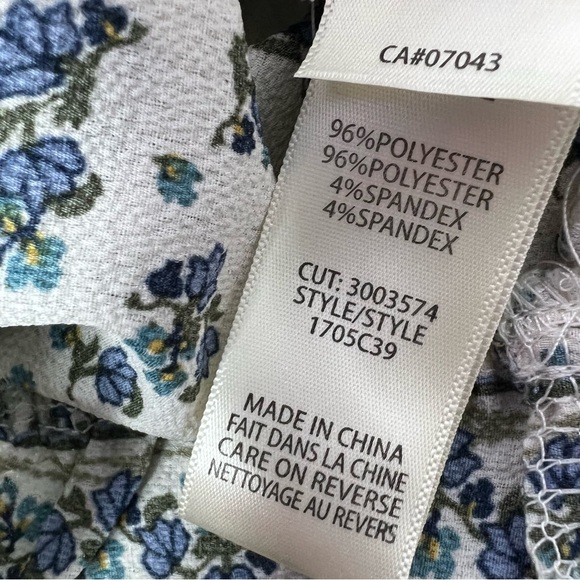 CA#07043
96%POLYESTER
96%POLYESTER
4%SPANDEX
4%SPANDEX
CUT: 3003574
STYLE/STYLE
1705C39
MADE IN CHINA
FAIT DANS LA CHINE
CARE ON REVERSE
NETTOYAGE AU REVERS